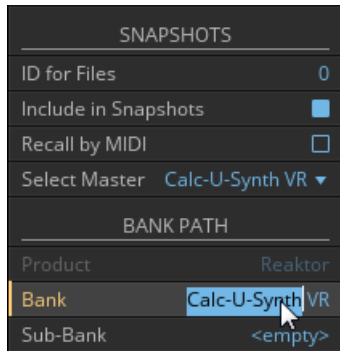 SNAPSHOTS
ID for Files 0
Include in Snapshots
Recall by MIDI
Select Master Calc-U-Synth VR
BANK PATH
Product Reaktor
Bank Calc-U-Synth VR
Sub-Bank <empty>